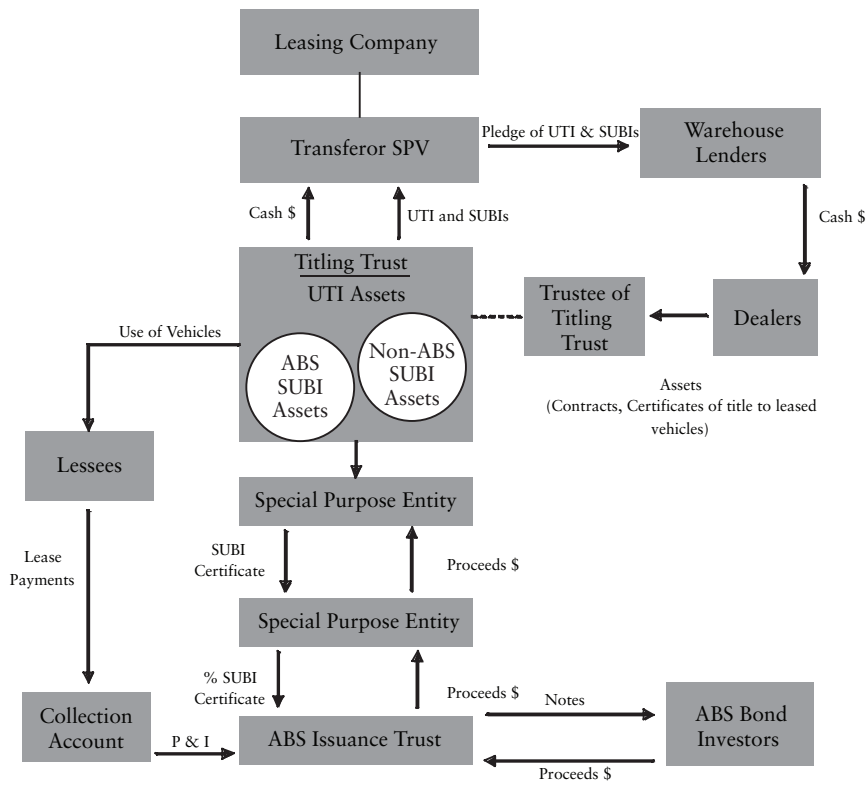 Leasing Company
Transferor SPV
Pledge of UTI & SUBIs
Warehouse
Lenders
Cash $
UTI and SUBIs
Cash $
Titling Trust
UTI Assets
ABS
SUBI
Assets
Non-ABS
SUBI
Assets
Trustee of
Titling
Trust
Dealers
Use of Vehicles
Assets
(Contracts, Certificates of title to leased
vehicles)
Lessees
Special Purpose Entity
SUBI
Certificate
Proceeds $
Lease
Payments
Special Purpose Entity
% SUBI
Certificate
Proceeds $
Notes
Collection
Account
P & I
ABS Issuance Trust
ABS Bond
Investors
Proceeds $